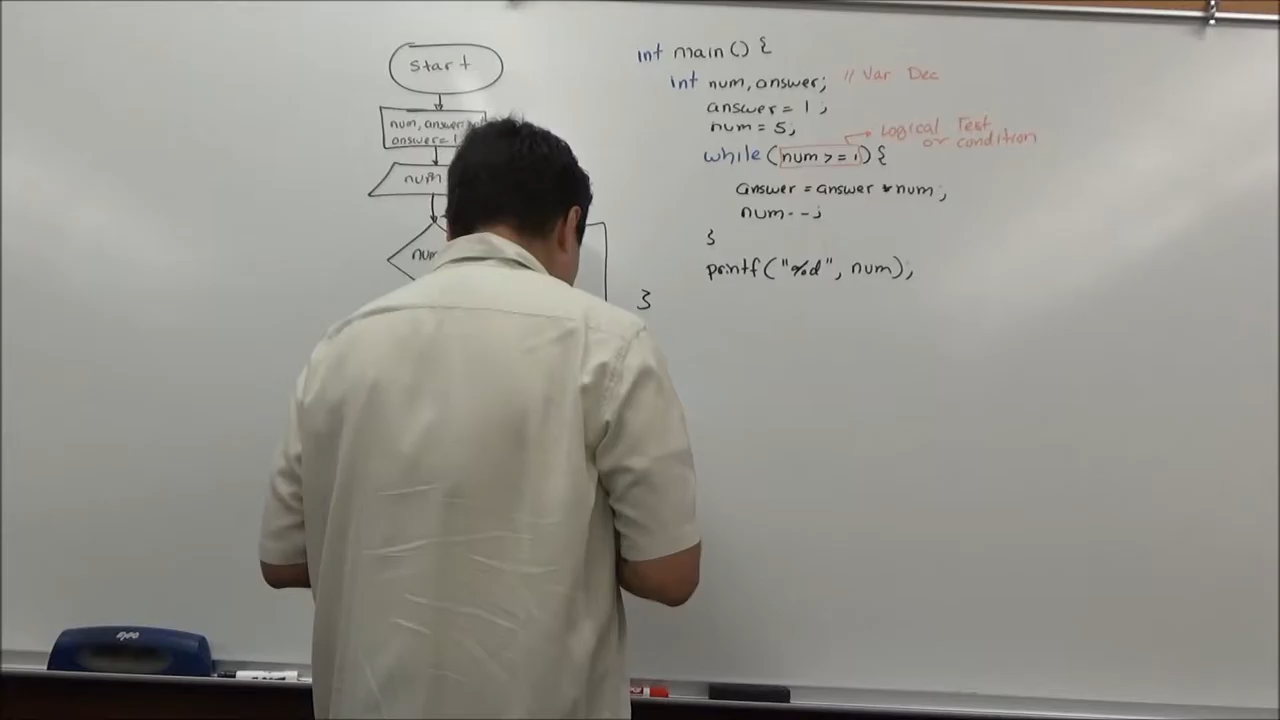 start
num, answer
answer = 1
num
num
int main () {
int num, answer; // Var Dec
answer = 1 ;
num = 5;
while (num >= 1) {
Logical Test
or condition
answer = answer * num;
num--;
}
printf("%d", num);
}
EXPO